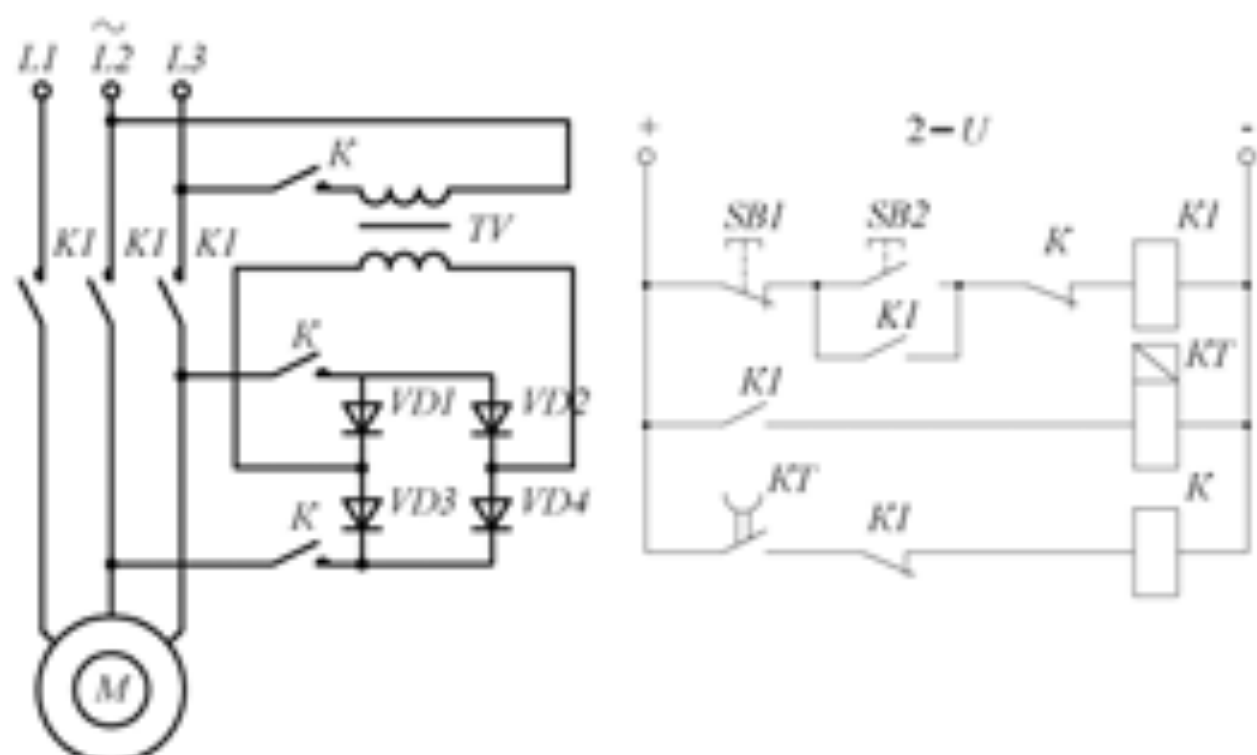 ~
L1 L2 L3
K
TV
K1 K1 K1
K
VD1 VD2
K
VD3 VD4
M
+ 2-U -
SB1 SB2 K K1
K1
K1 KT
KT K1 K